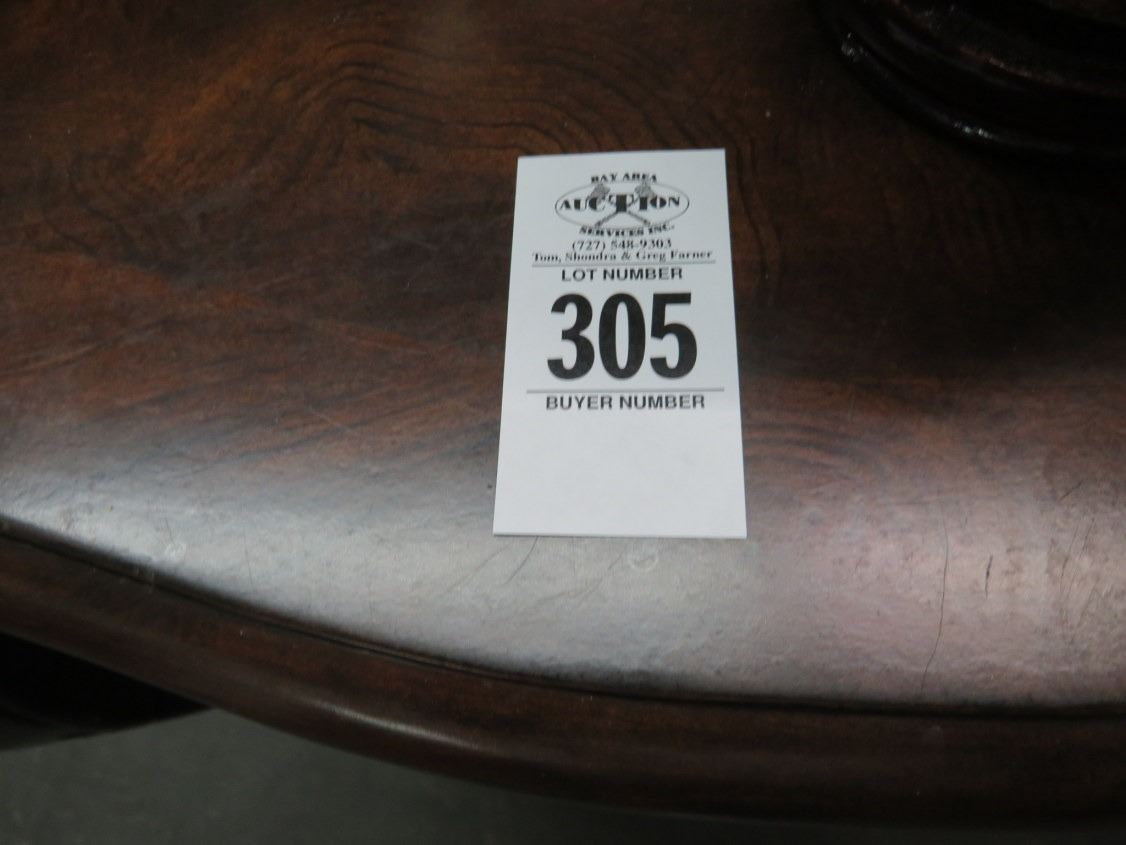 BAY AREA
AUCTION
SERVICES INC.
(727) 548-9303
Tom, Shondra & Greg Farner
LOT NUMBER
305
BUYER NUMBER